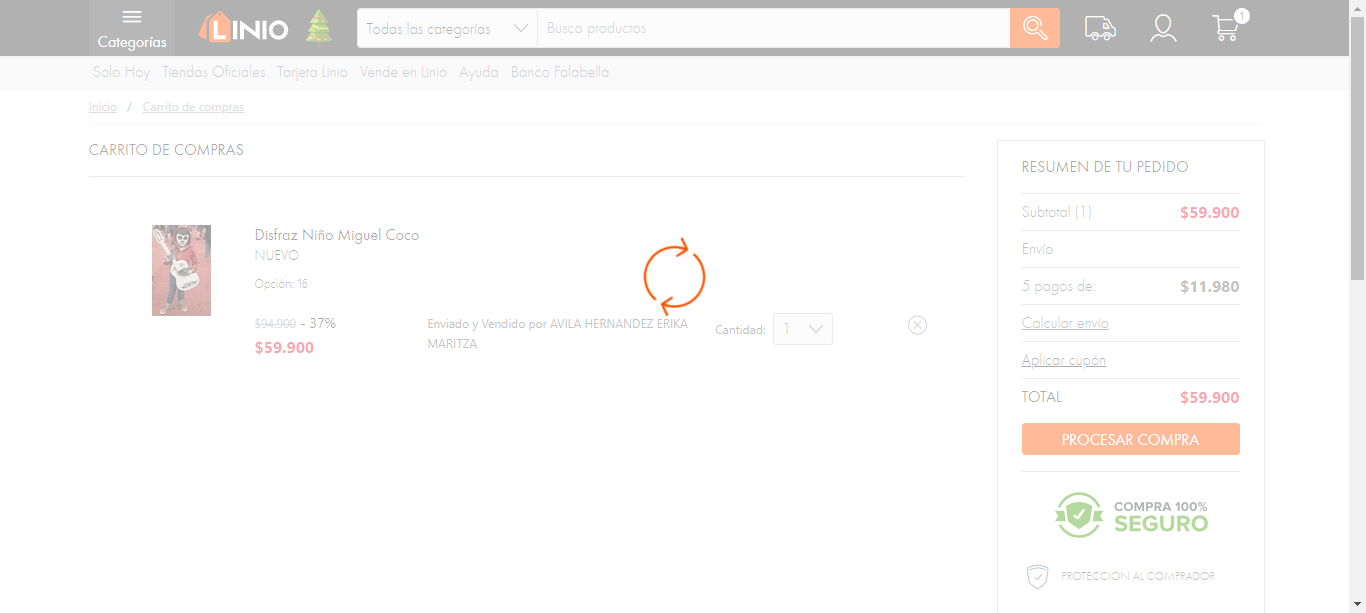 Categorías
LINIO
Todas las categorías
Busca productos
1
Solo Hoy Tiendas Oficiales Tarjeta Linio Vende en Linio Ayuda Banco Falabella
Inicio / Carrito de compras
CARRITO DE COMPRAS
Disfraz Niño Miguel Coco
NUEVO
Opción: 16
$94.900 - 37%
$59.900
Enviado y Vendido por AVILA HERNANDEZ ERIKA
MARITZA
Cantidad: 1
RESUMEN DE TU PEDIDO
Subtotal (1) $59.900
Envío
5 pagos de: $11.980
Calcular envío
Aplicar cupón
TOTAL $59.900
PROCESAR COMPRA
COMPRA 100%
SEGURO
PROTECCIÓN AL COMPRADOR